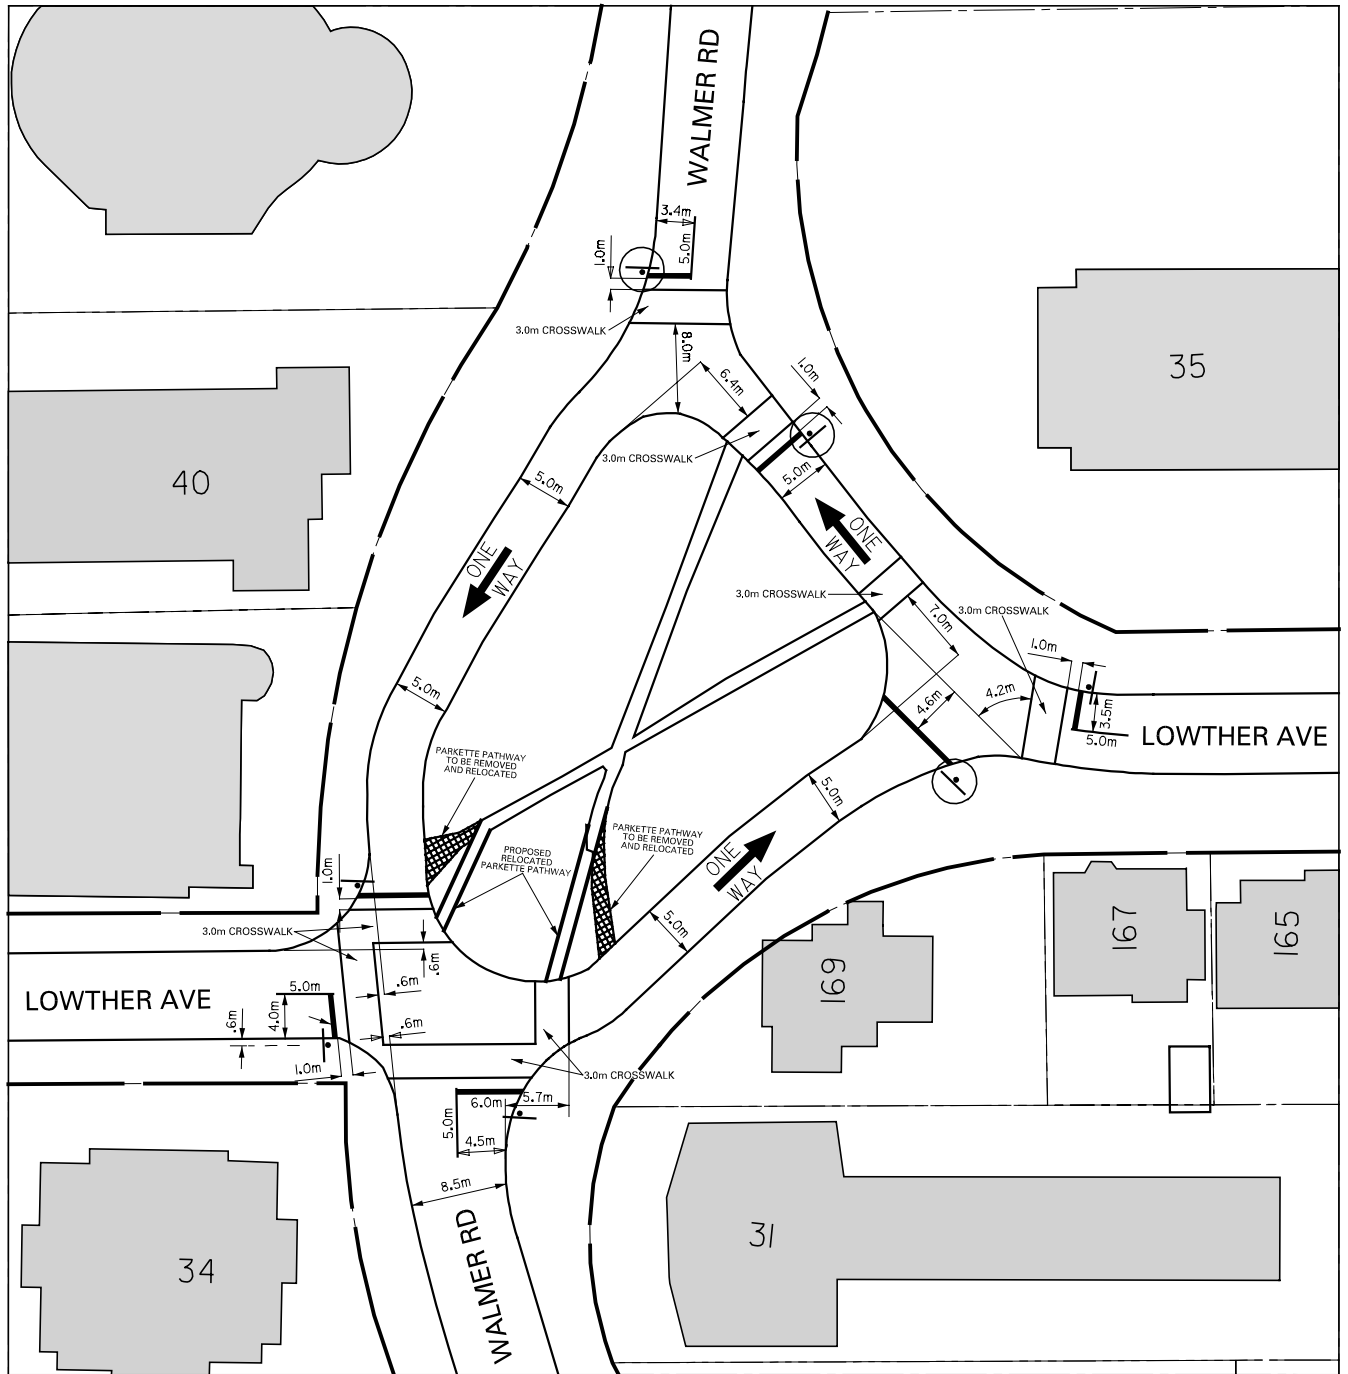 WALMER RD
3.4m
1.0m
5.0m
3.0m CROSSWALK
8.0m
35
6.4m
1.0m
3.0m CROSSWALK
5.0m
40
5.0m
ONE
WAY
ONE
WAY
3.0m CROSSWALK
7.0m
3.0m CROSSWALK
1.0m
5.0m
4.6m
4.2m
3.5m
5.0m
LOWTHER AVE
PARKETTE PATHWAY
TO BE REMOVED
AND RELOCATED
5.0m
PARKETTE PATHWAY
TO BE REMOVED
AND RELOCATED
PROPOSED
RELOCATED
PARKETTE PATHWAY
ONE
WAY
1.0m
5.0m
3.0m CROSSWALK
.6m
167
165
169
LOWTHER AVE
5.0m
.6m
4.0m
.6m
.6m
1.0m
3.0m CROSSWALK
6.0m
5.7m
5.0m
4.5m
8.5m
WALMER RD
34
31